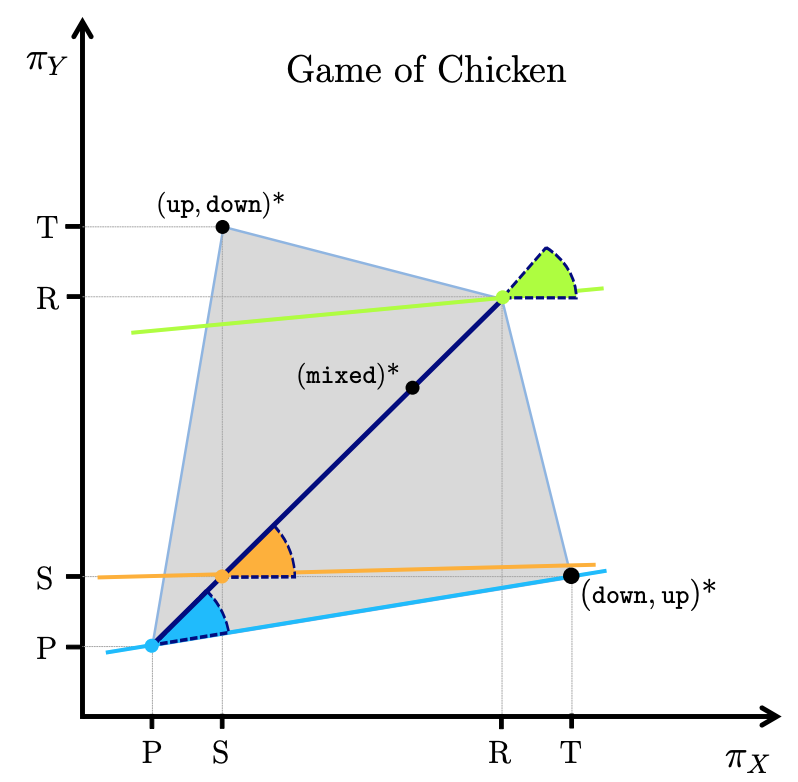 Game of Chicken
π_Y
(up, down)*
T
R
(mixed)*
S
(down, up)*
P
P S R T
π_X